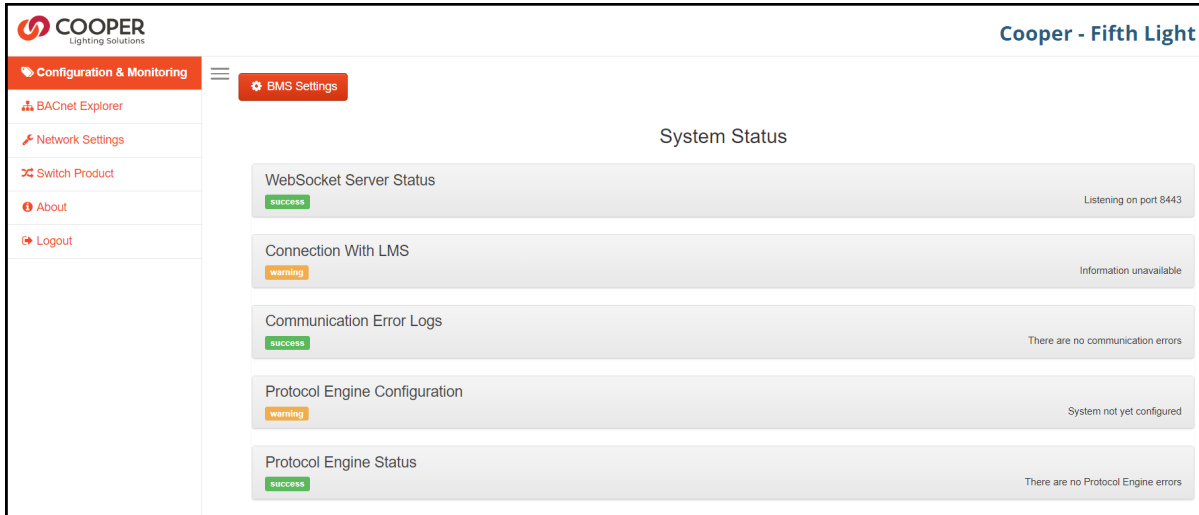 COOPER
Lighting Solutions
Cooper - Fifth Light
Configuration & Monitoring
BACnet Explorer
Network Settings
Switch Product
About
Logout
BMS Settings
System Status
WebSocket Server Status
success
Listening on port 8443
Connection With LMS
warning
Information unavailable
Communication Error Logs
success
There are no communication errors
Protocol Engine Configuration
warning
System not yet configured
Protocol Engine Status
success
There are no Protocol Engine errors